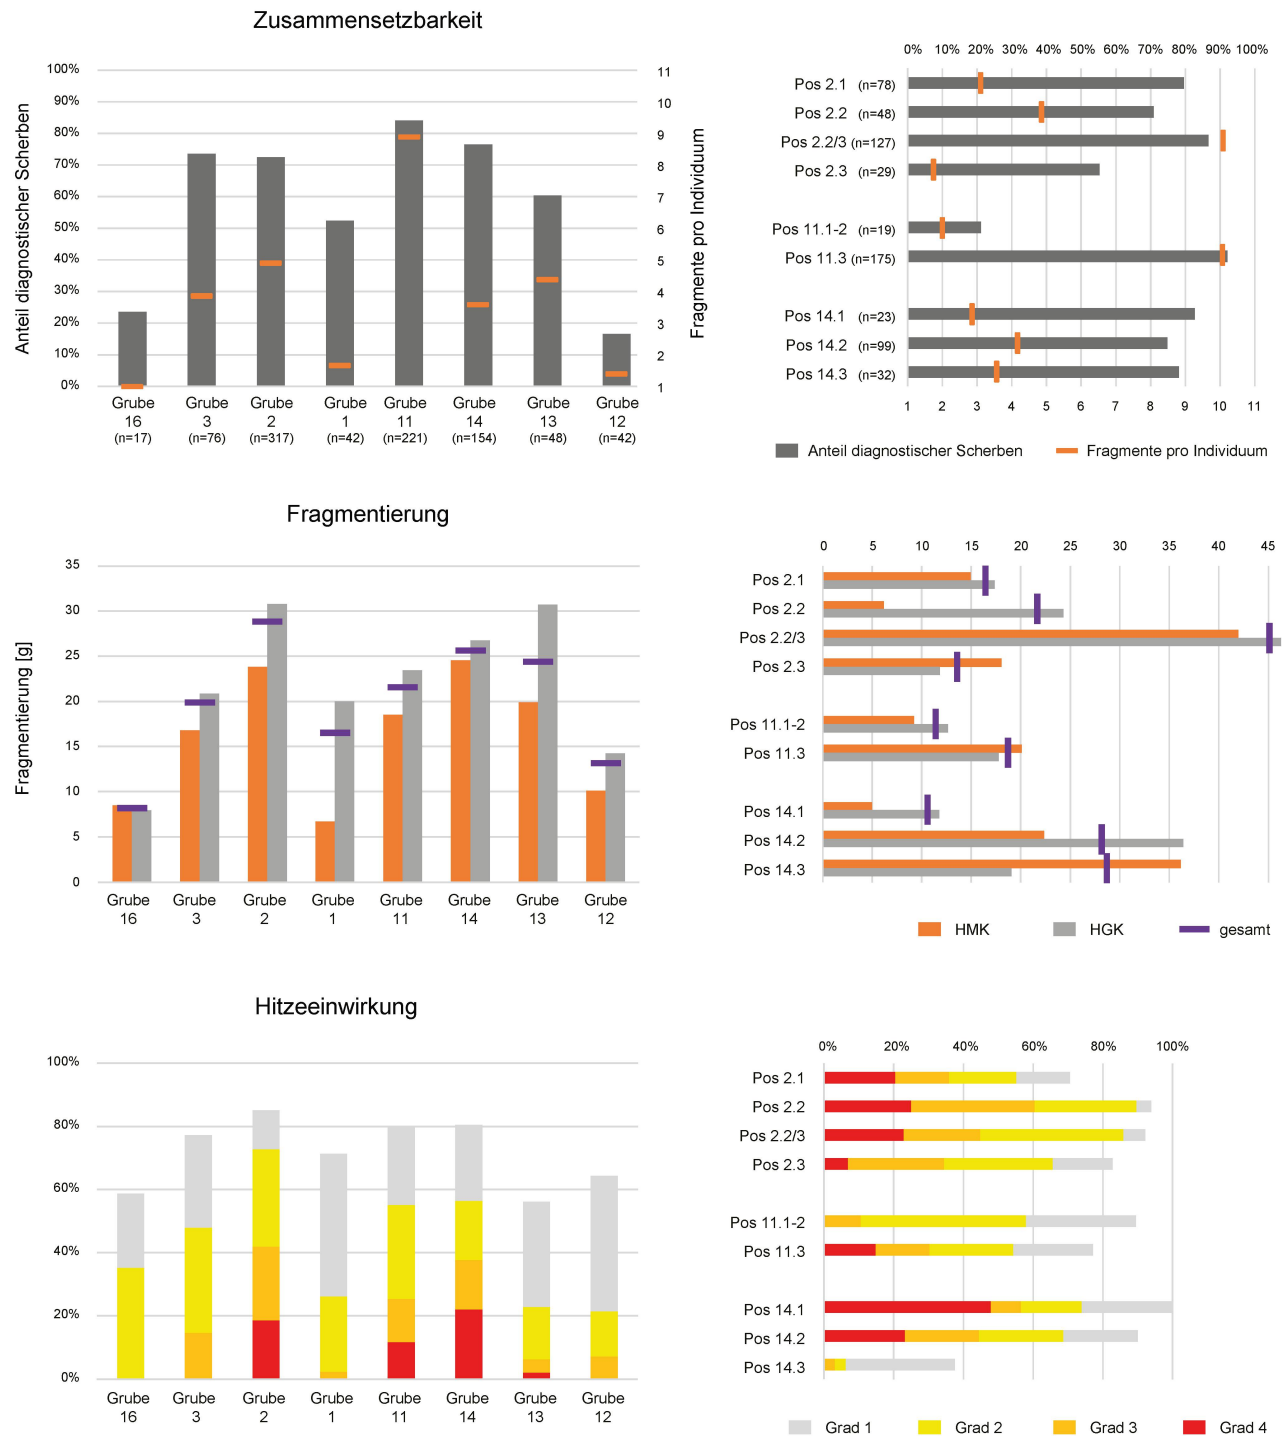 Zusammensetzbarkeit
Anteil diagnostischer Scherben
100%
90%
80%
70%
60%
50%
40%
30%
20%
10%
0%
11
10
9
8
7
6
5
4
3
2
1
Fragmente pro Individuum
Grube Grube Grube Grube Grube Grube Grube Grube
16 3 2 1 11 14 13 12
(n=17) (n=76) (n=317) (n=42) (n=221) (n=154) (n=48) (n=42)
0% 10% 20% 30% 40% 50% 60% 70% 80% 90% 100%
Pos 2.1 (n=78)
Pos 2.2 (n=48)
Pos 2.2/3 (n=127)
Pos 2.3 (n=29)
Pos 11.1-2 (n=19)
Pos 11.3 (n=175)
Pos 14.1 (n=23)
Pos 14.2 (n=99)
Pos 14.3 (n=32)
1 2 3 4 5 6 7 8 9 10 11
Anteil diagnostischer Scherben Fragmente pro Individuum
Fragmentierung
Fragmentierung [g]
35
30
25
20
15
10
5
0
Grube Grube Grube Grube Grube Grube Grube Grube
16 3 2 1 11 14 13 12
0 5 10 15 20 25 30 35 40 45
Pos 2.1
Pos 2.2
Pos 2.2/3
Pos 2.3
Pos 11.1-2
Pos 11.3
Pos 14.1
Pos 14.2
Pos 14.3
HMK HGK gesamt
Hitzeeinwirkung
100%
80%
60%
40%
20%
0%
Grube Grube Grube Grube Grube Grube Grube Grube
16 3 2 1 11 14 13 12
0% 20% 40% 60% 80% 100%
Pos 2.1
Pos 2.2
Pos 2.2/3
Pos 2.3
Pos 11.1-2
Pos 11.3
Pos 14.1
Pos 14.2
Pos 14.3
Grad 1 Grad 2 Grad 3 Grad 4